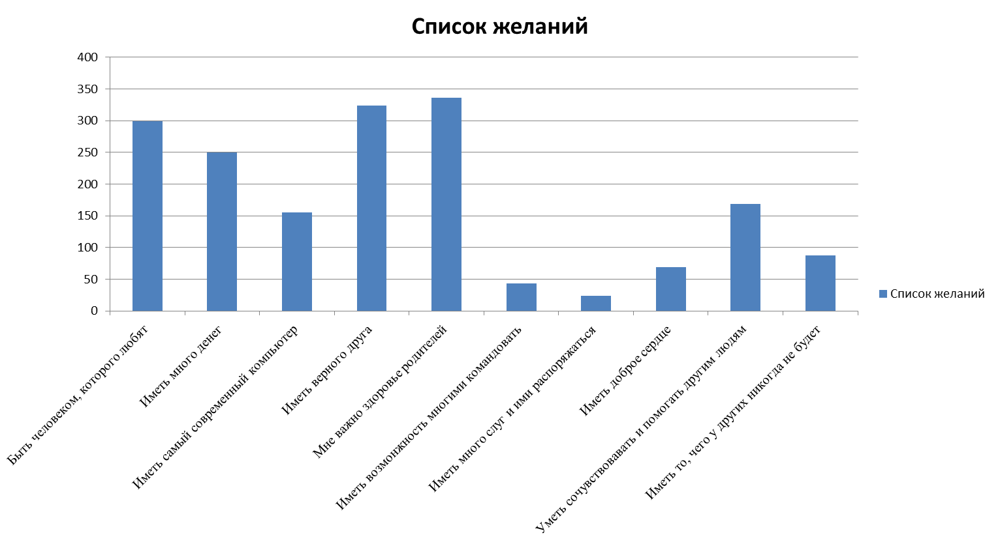 Список желаний
400
350
300
250
200
150
100
50
0
Быть человеком, которого любят
Иметь много денег
Иметь самый современный компьютер
Иметь верного друга
Мне важно здоровье родителей
Иметь возмонжность многими командовать
Иметь много слуг и ими распоряжаться
Иметь доброе сердце
Уметь сочувствовавать и помогать другим людям
Иметь то, чего у других никогда не будет
Список желаний